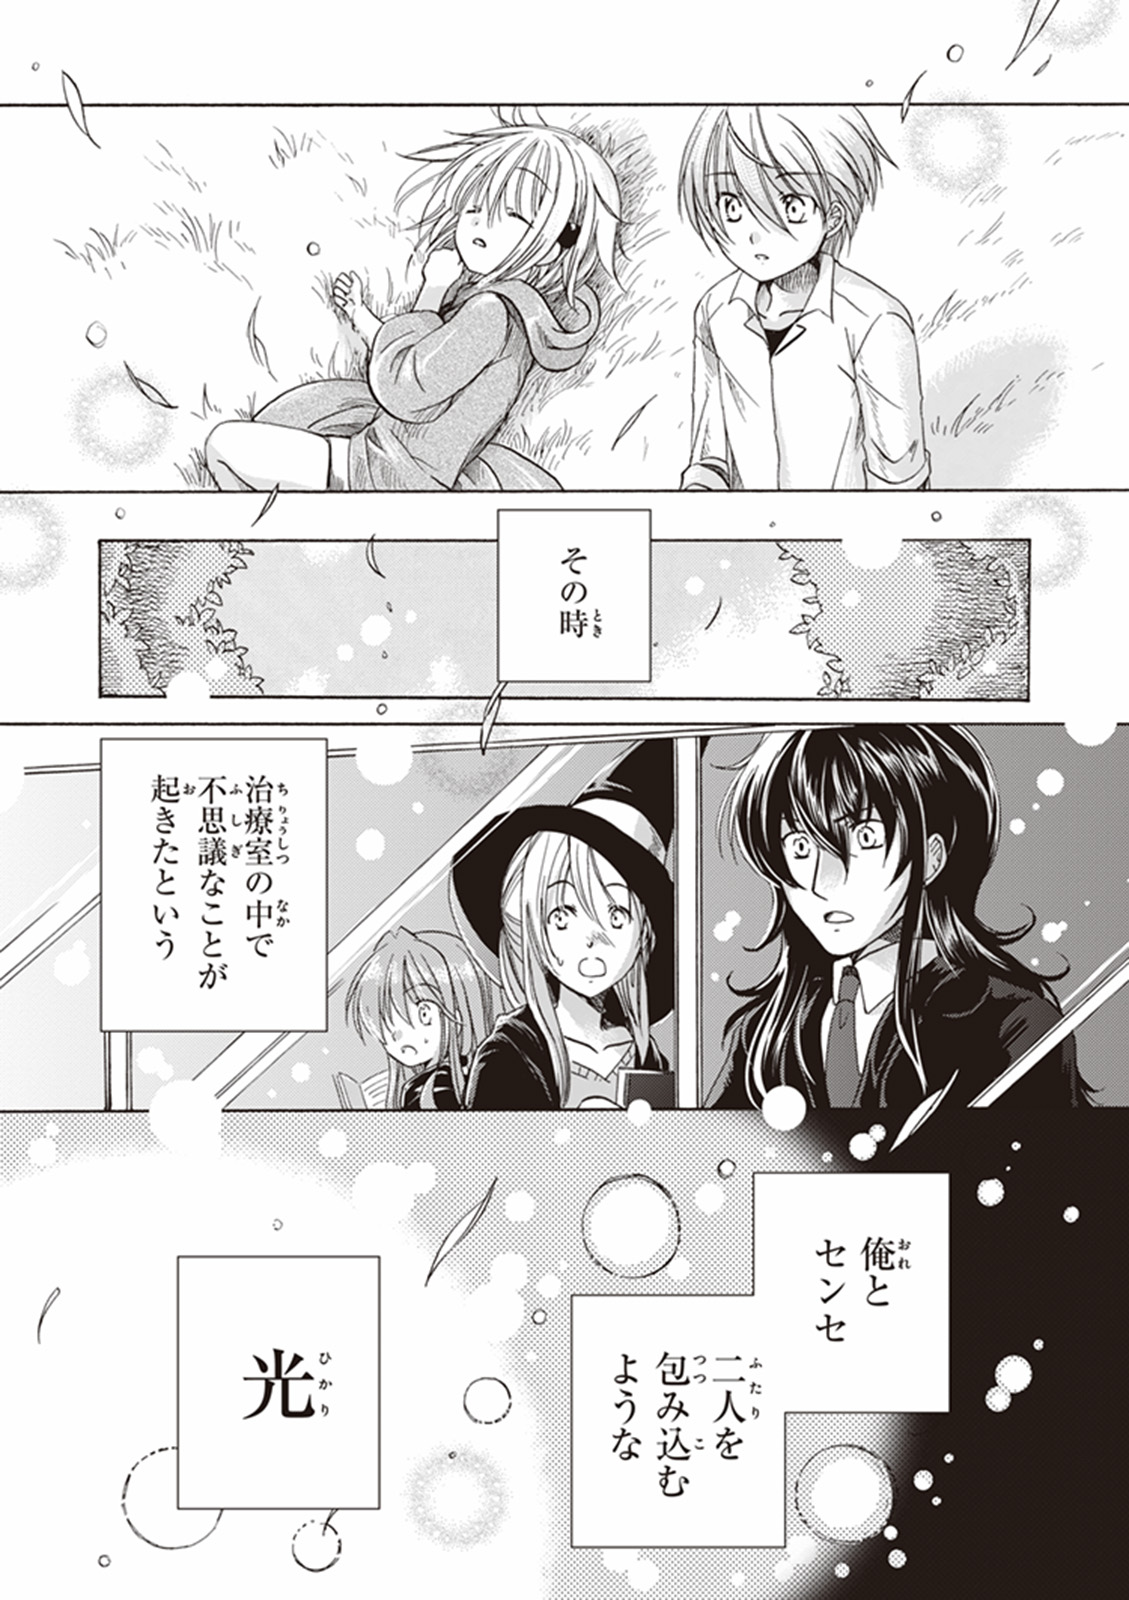 その時
治療室の中で
不思議なことが
起きたという
俺と
センセ
二人を
包み込む
ような
光